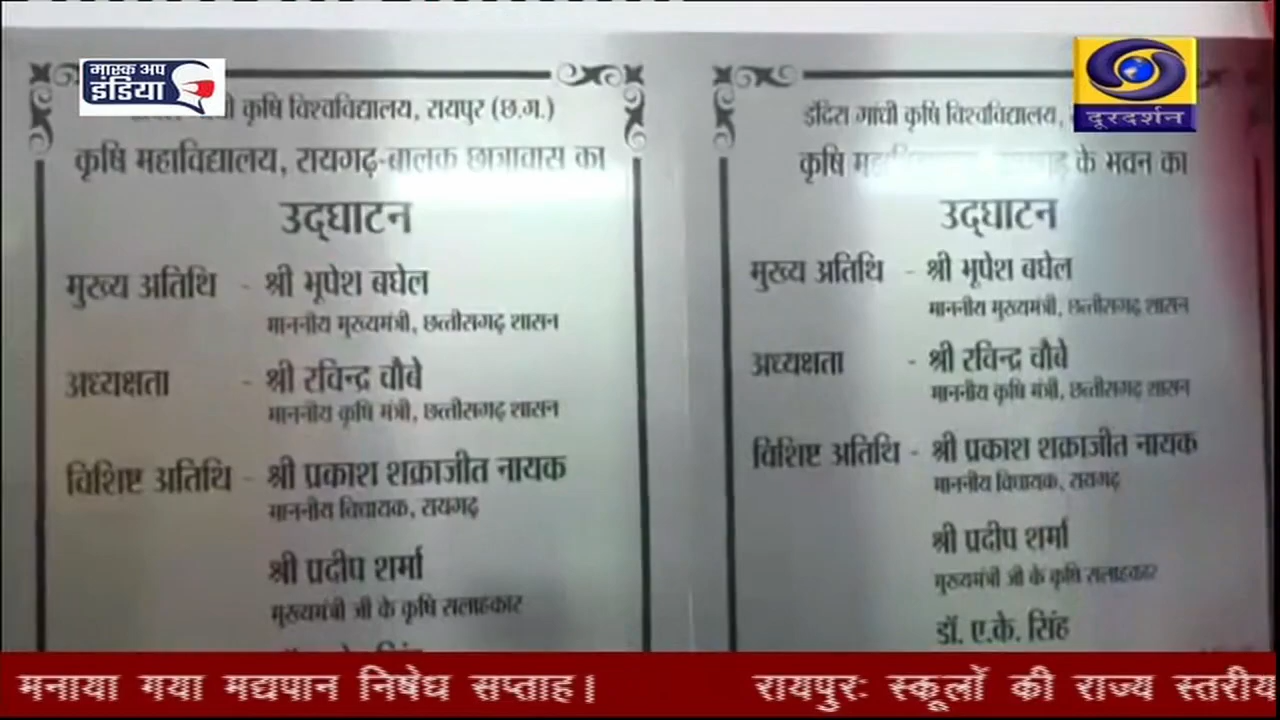 मास्क अप
इंडिया
दूरदर्शन
कृषि विश्वविद्यालय, रायपुर (छ.ग.)
कृषि महाविद्यालय, रायगढ़-बालक छात्रावास का
उद्घाटन
मुख्य अतिथि - श्री भूपेश बघेल
माननीय मुख्यमंत्री, छत्तीसगढ़ शासन
अध्यक्षता - श्री रविन्द्र चौबे
माननीय कृषि मंत्री, छत्तीसगढ़ शासन
विशिष्ट अतिथि - श्री प्रकाश शक्राजीत नायक
माननीय विधायक, रायगढ़
श्री प्रदीप शर्मा
मुख्यमंत्री जी के कृषि सलाहकार
इंदिरा गांधी कृषि विश्वविद्यालय,
कृषि के भवन का
उद्घाटन
मुख्य अतिथि - श्री भूपेश बघेल
माननीय मुख्यमंत्री, छत्तीसगढ़ शासन
अध्यक्षता - श्री रविन्द्र चौबे
माननीय कृषि मंत्री, छत्तीसगढ़ शासन
विशिष्ट अतिथि - श्री प्रकाश शक्राजीत नायक
माननीय विधायक, रायगढ़
श्री प्रदीप शर्मा
मुख्यमंत्री जी के कृषि सलाहकार
डॉ. ए.के. सिंह
मनाया गया मद्यपान निषेध सप्ताह। रायपुरः स्कूलों की राज्य स्तरीय